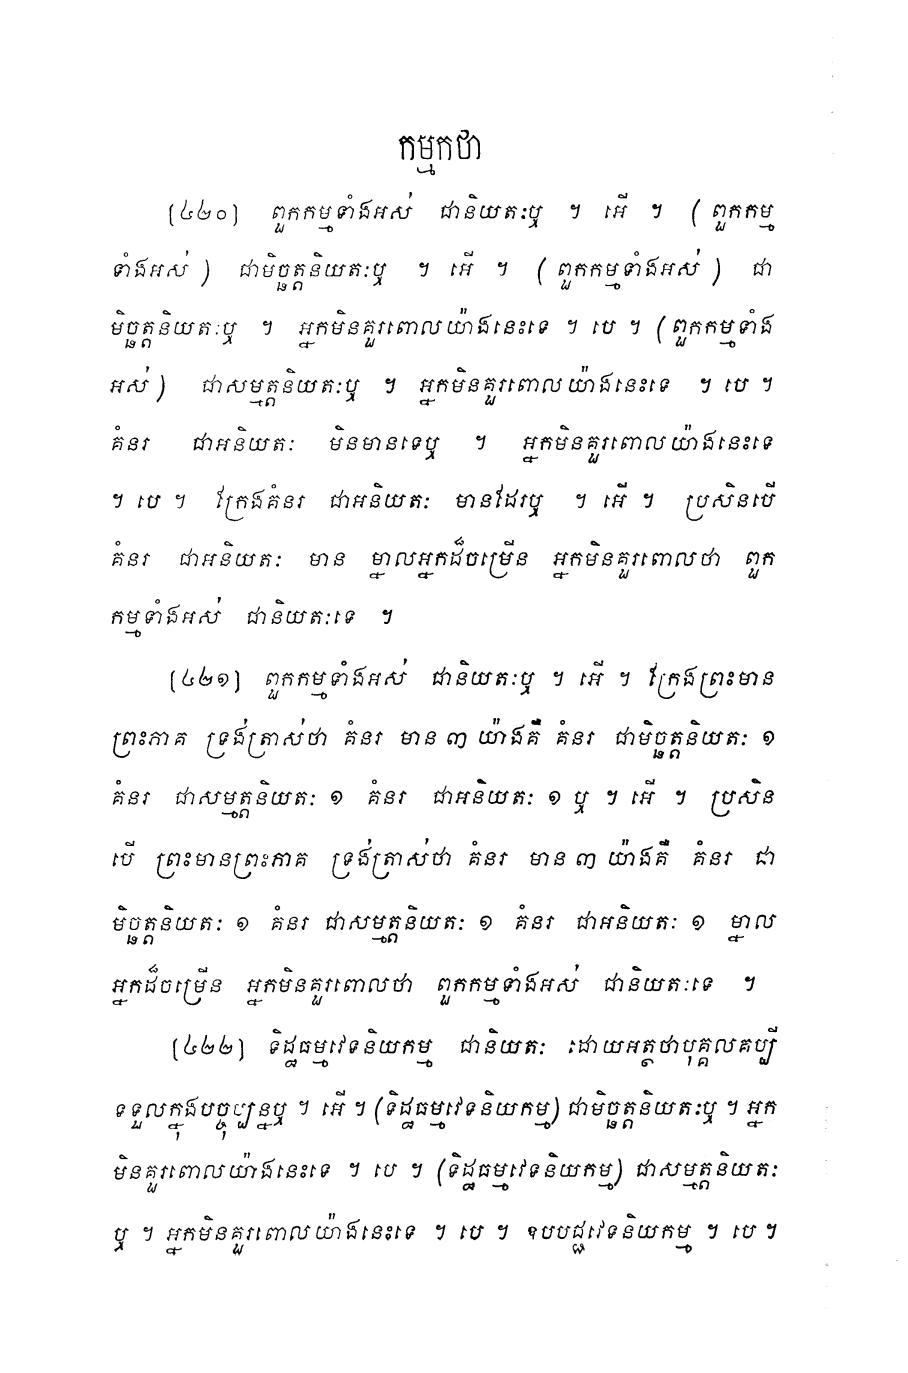 កម្មកថា
(៤២០) ពួកកម្មទាំងអស់ ជានិយតៈឬ ។ អើ ។ (ពួកកម្ម
ទាំងអស់) ជាមិច្ឆត្តនិយតៈឬ ។ អើ ។ (ពួកកម្មទាំងអស់) ជា
មិច្ឆត្តនិយតៈឬ ។ អ្នកមិនគួរពោលយ៉ាងនេះទេ ។ បេ ។ (ពួកកម្មទាំង
អស់) ជាសម្មត្តនិយតៈឬ ។ អ្នកមិនគួរពោលយ៉ាងនេះទេ ។ បេ ។
គំនរ ជាអនិយតៈ មិនមានទេឬ ។ អ្នកមិនគួរពោលយ៉ាងនេះទេ
។ បេ ។ ក្រែងគំនរ ជាអនិយតៈ មានដែរឬ ។ អើ ។ ប្រសិនបើ
គំនរ ជាអនិយតៈ មាន ម្នាលអ្នកដ៏ចម្រើន អ្នកមិនគួរពោលថា ពួក
កម្មទាំងអស់ ជានិយតៈទេ ។
(៤២១) ពួកកម្មទាំងអស់ ជានិយតៈឬ ។ អើ ។ ក្រែងព្រះមាន
ព្រះភាគ ទ្រង់ត្រាស់ថា គំនរ មាន ៣ យ៉ាងគឺ គំនរ ជាមិច្ឆត្តនិយតៈ ១
គំនរ ជាសម្មត្តនិយតៈ ១ គំនរ ជាអនិយតៈ ១ ឬ ។ អើ ។ ប្រសិន
បើ ព្រះមានព្រះភាគ ទ្រង់ត្រាស់ថា គំនរ មាន ៣ យ៉ាងគឺ គំនរ ជា
មិច្ឆត្តនិយតៈ ១ គំនរ ជាសម្មត្តនិយតៈ ១ គំនរ ជាអនិយតៈ ១ ម្នាល
អ្នកដ៏ចម្រើន អ្នកមិនគួរពោលថា ពួកកម្មទាំងអស់ ជានិយតៈទេ ។
(៤២២) ទិដ្ឋធម្មវេទនិយកម្ម ជានិយតៈ ដោយអត្ថថាបុគ្គលគប្បី
ទទួលក្នុងបច្ចុប្បន្នឬ ។ អើ ។ (ទិដ្ឋធម្មវេទនិយកម្ម) ជាមិច្ឆត្តនិយតៈឬ ។ អ្នក
មិនគួរពោលយ៉ាងនេះទេ ។ បេ ។ (ទិដ្ឋធម្មវេទនិយកម្ម) ជាសម្មត្តនិយតៈ
ឬ ។ អ្នកមិនគួរពោលយ៉ាងនេះទេ ។ បេ ។ ឧបបជ្ជវេទនិយកម្ម ។ បេ ។